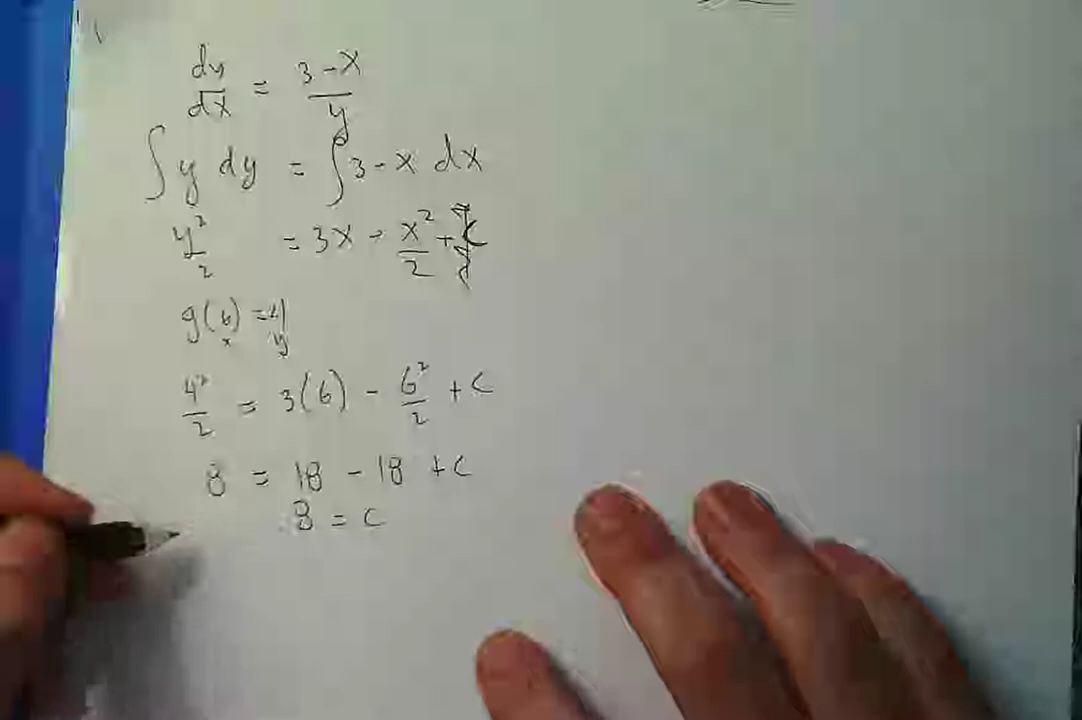 dy/dx = 3-x/y
∫ y dy = ∫ 3-x dx
y²/2 = 3x - x²/2 + C
g(6) = 4
x y
4²/2 = 3(6) - 6²/2 + C
8 = 18 - 18 + C
8 = C